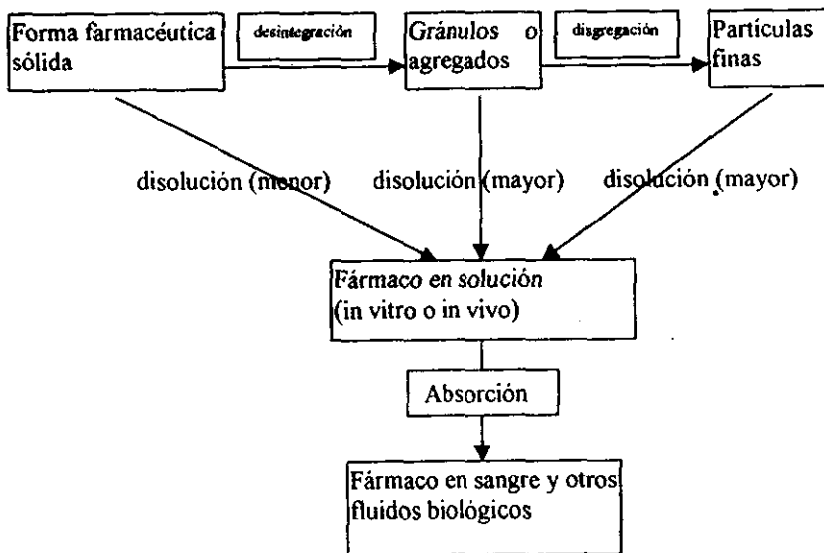 Forma farmacéutica
sólida
desintegración
Gránulos o
agregados
disgregación
Partículas
finas
disolución (menor)
disolución (mayor)
disolución (mayor)
Fármaco en solución
(in vitro o in vivo)
Absorción
Fármaco en sangre y otros
fluidos biológicos